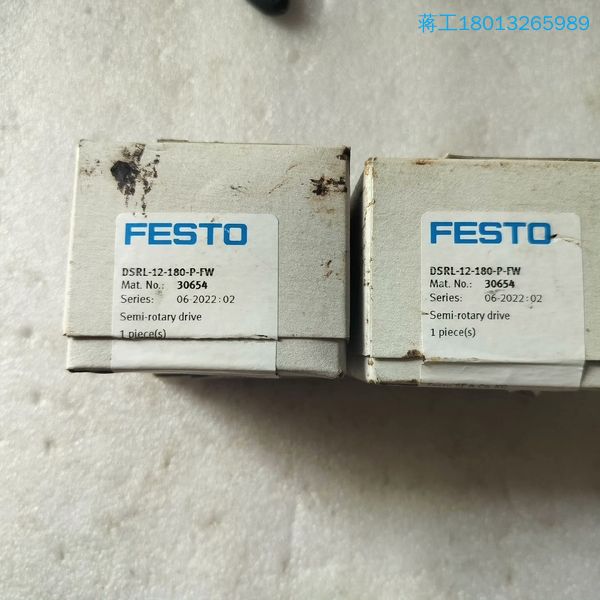 蒋工18013265989
FESTO
DSRL-12-180-P-FW
Mat. No.: 30654
Series: 06-2022:02
Semi-rotary drive
1 piece(s)
FESTO
DSRL-12-180-P-FW
Mat. No.: 30654
Series: 06-2022:02
Semi-rotary drive
1 piece(s)